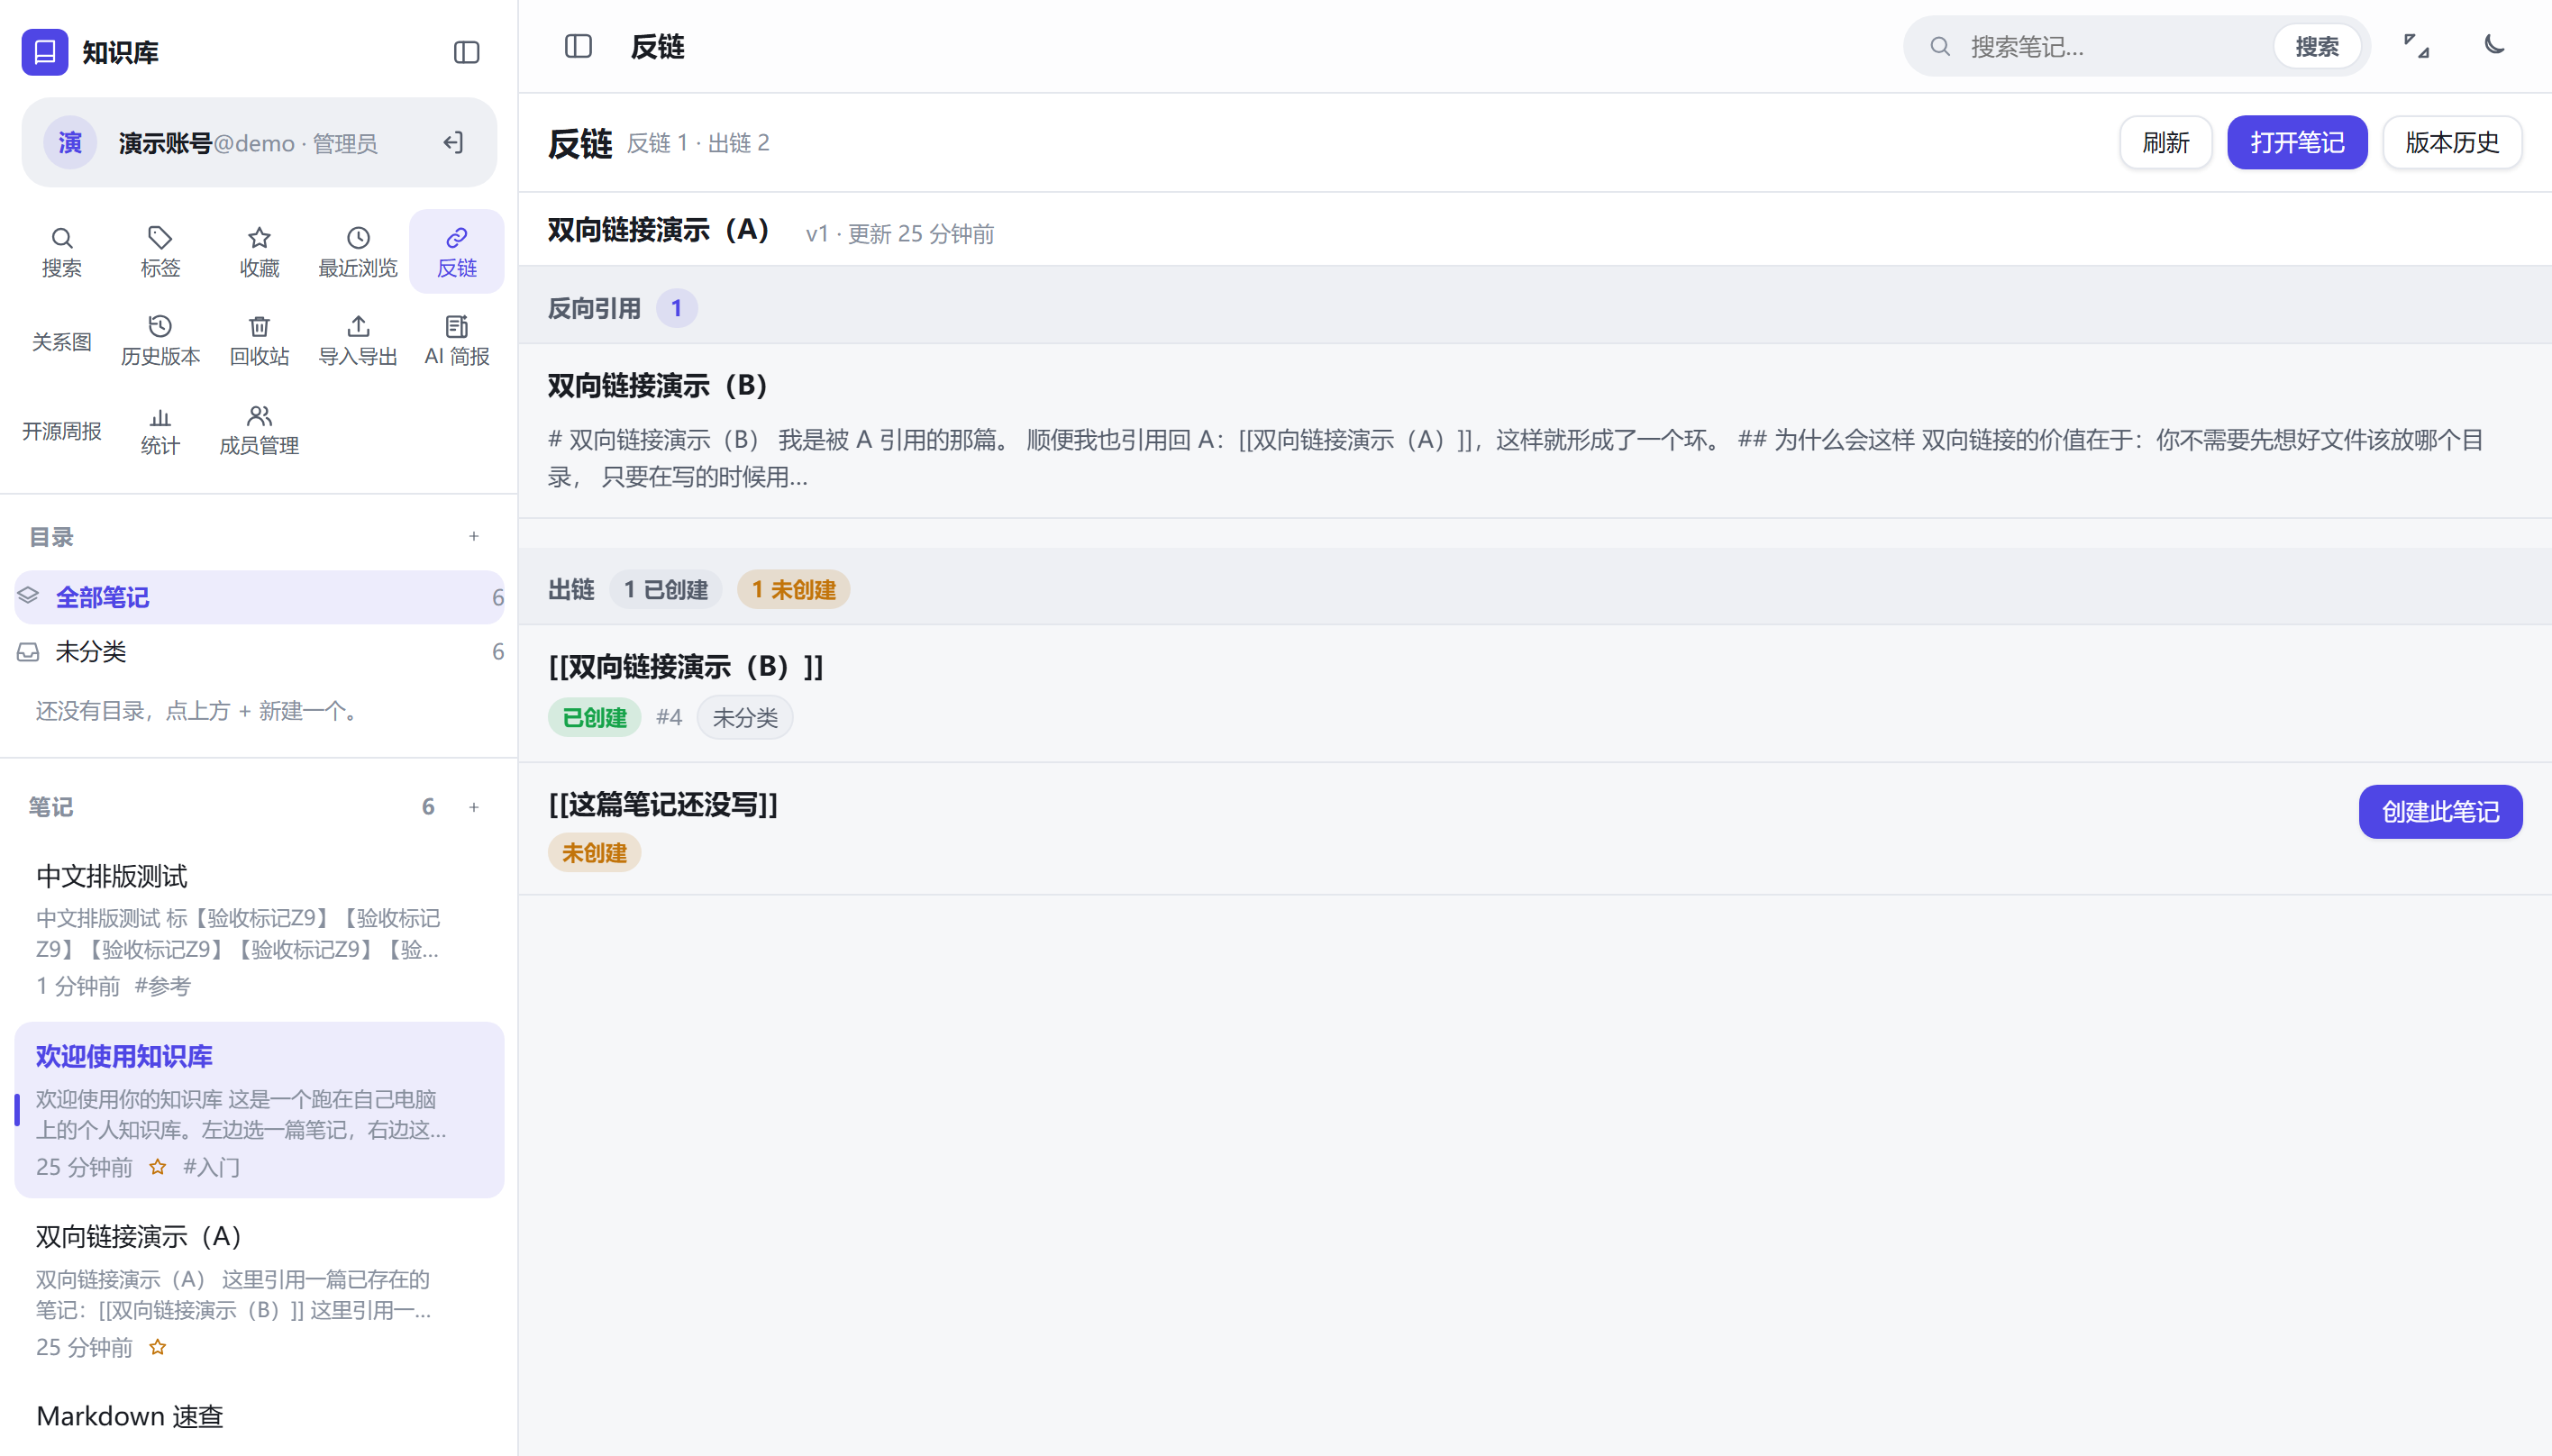 知识库
演
演示账号@demo · 管理员
搜索
标签
收藏
最近浏览
反链
关系图
历史版本
回收站
导入导出
AI 简报
开源周报
统计
成员管理
目录
+
全部笔记
6
未分类
6
还没有目录，点上方 + 新建一个。
笔记
6
+
中文排版测试
中文排版测试 标【验收标记Z9】【验收标记
Z9】【验收标记Z9】【验收标记Z9】【验...
1 分钟前 #参考
欢迎使用知识库
欢迎使用你的知识库 这是一个跑在自己电脑
上的个人知识库。左边选一篇笔记，右边这...
25 分钟前 #入门
双向链接演示（A）
双向链接演示（A） 这里引用一篇已存在的
笔记：[[双向链接演示（B）]] 这里引用一...
25 分钟前
Markdown 速查
反链
搜索笔记...
搜索
反链 反链 1 · 出链 2
刷新
打开笔记
版本历史
双向链接演示（A） v1 · 更新 25 分钟前
反向引用 1
双向链接演示（B）
# 双向链接演示（B） 我是被 A 引用的那篇。 顺便我也引用回 A：[[双向链接演示（A）]]，这样就形成了一个环。 ## 为什么会这样 双向链接的价值在于：你不需要先想好文件该放哪个目
录， 只要在写的时候用...
出链 1 已创建 1 未创建
[[双向链接演示（B）]]
已创建 #4 未分类
[[这篇笔记还没写]]
未创建
创建此笔记